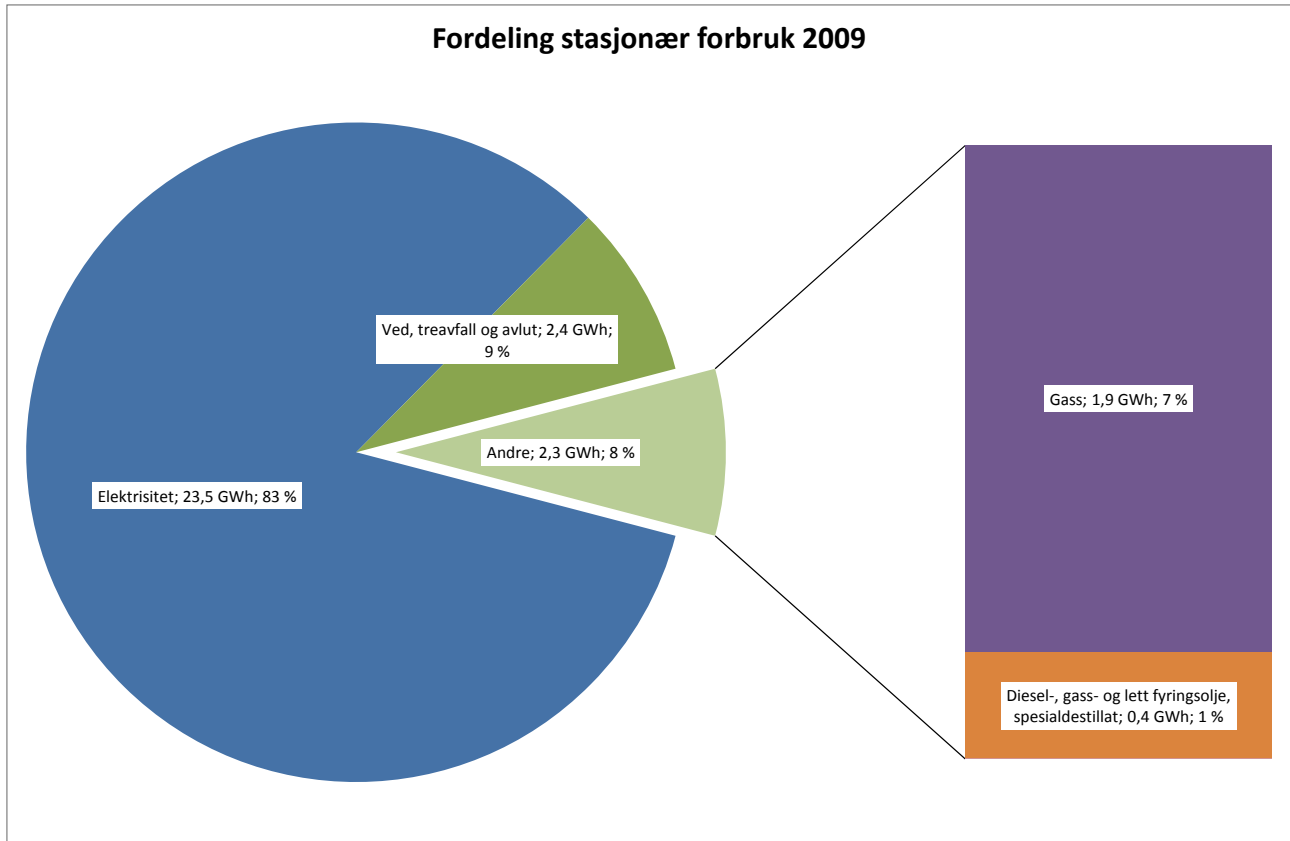 Fordeling stasjonær forbruk 2009
Ved, treavfall og avlut; 2,4 GWh;
9 %
Andre; 2,3 GWh; 8 %
Elektrisitet; 23,5 GWh; 83 %
Gass; 1,9 GWh; 7 %
Diesel-, gass- og lett fyringsolje,
spesialdestillat; 0,4 GWh; 1 %